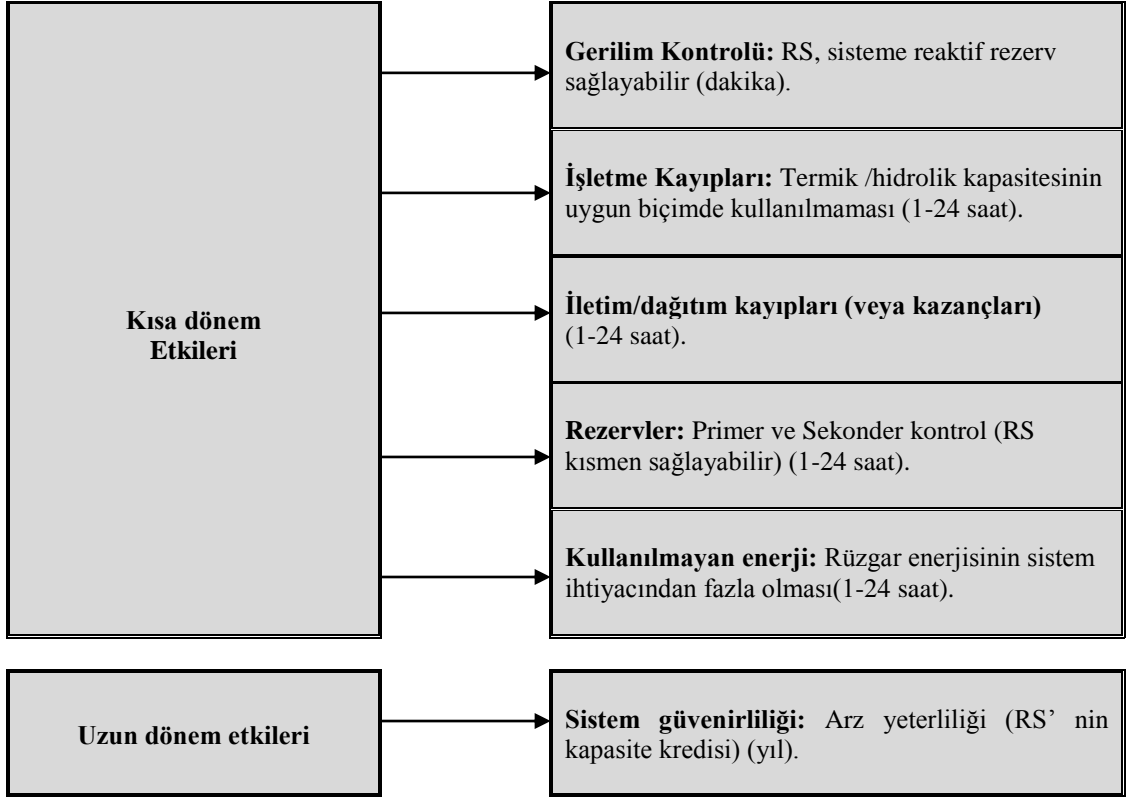 Kısa dönem
Etkileri
Gerilim Kontrolü: RS, sisteme reaktif rezerv
sağlayabilir (dakika).
İşletme Kayıpları: Termik /hidrolik kapasitesinin
uygun biçimde kullanılmaması (1-24 saat).
İletim/dağıtım kayıpları (veya kazançları)
(1-24 saat).
Rezervler: Primer ve Sekonder kontrol (RS
kısmen sağlayabilir) (1-24 saat).
Kullanılmayan enerji: Rüzgar enerjisinin sistem
ihtiyacından fazla olması(1-24 saat).
Uzun dönem etkileri
Sistem güvenirliliği: Arz yeterliliği (RS’ nin
kapasite kredisi) (yıl).